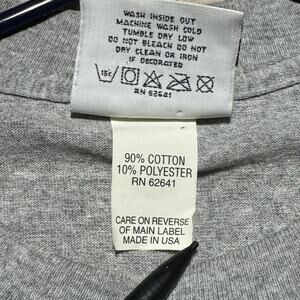 WASH INSIDE OUT
MACHINE WASH COLD
TUMBLE DRY LOW
DO NOT BLEACH DO NOT
DRY CLEAN OR IRON
IF DECORATED
RN 62641
90% COTTON
10% POLYESTER
RN 62641
CARE ON REVERSE
OF MAIN LABEL
MADE IN USA